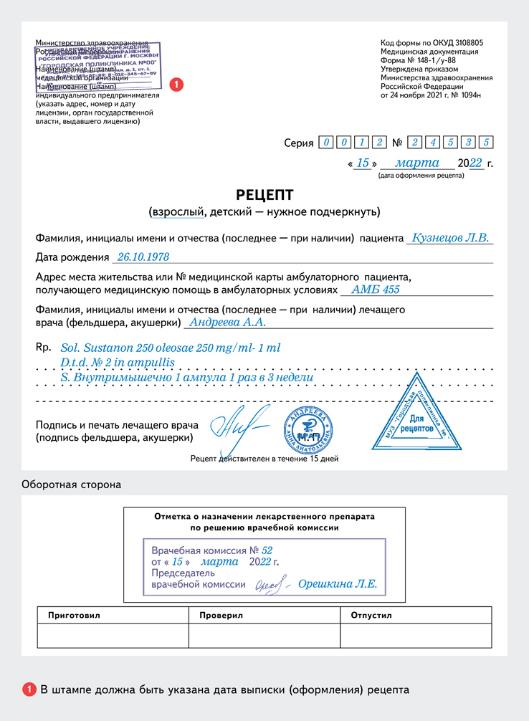 Министерство здравоохранения
Российской Федерации
Наименование (штамп)
медицинской организации
Наименование (штамп)
индивидуального предпринимателя
(указать адрес, номер и дату
лицензии, орган государственной
власти, выдавшего лицензию)
РОССИЙСКОЙ ФЕДЕРАЦИИ Г. МОСКВЫ
"ГОРОДСКАЯ ПОЛИКЛИНИКА №00"
1
Код формы по ОКУД 3108805
Медицинская документация
Форма № 148-1/у-88
Утверждена приказом
Министерства здравоохранения
Российской Федерации
от 24 ноября 2021 г. № 1094н
Серия 0 0 1 2 № 2 4 5 3 5
« 15 » марта 2022 г.
(дата оформления рецепта)
РЕЦЕПТ
(взрослый, детский — нужное подчеркнуть)
Фамилия, инициалы имени и отчества (последнее — при наличии) пациента Кузнецов Л.В.
Дата рождения 26.10.1978
Адрес места жительства или № медицинской карты амбулаторного пациента,
получающего медицинскую помощь в амбулаторных условиях АМБ 455
Фамилия, инициалы имени и отчества (последнее — при наличии) лечащего
врача (фельдшера, акушерки) Андреева А.А.
Rp. Sol. Sustanon 250 oleosae 250 mg/ml- 1 ml
D.t.d. № 2 in ampullis
S. Внутримышечно 1 ампула 1 раз в 3 недели
Подпись и печать лечащего врача
(подпись фельдшера, акушерки)
АНДРЕЕВА
АННА АНАТОЛЬЕВНА
М.П.
Для
рецептов
Рецепт действителен в течение 15 дней
Оборотная сторона
Отметка о назначении лекарственного препарата
по решению врачебной комиссии
Врачебная комиссия № 52
от « 15 » марта 2022 г.
Председатель
врачебной комиссии Орешкина Л.Е.
Приготовил Проверил Отпустил
1 В штампе должна быть указана дата выписки (оформления) рецепта